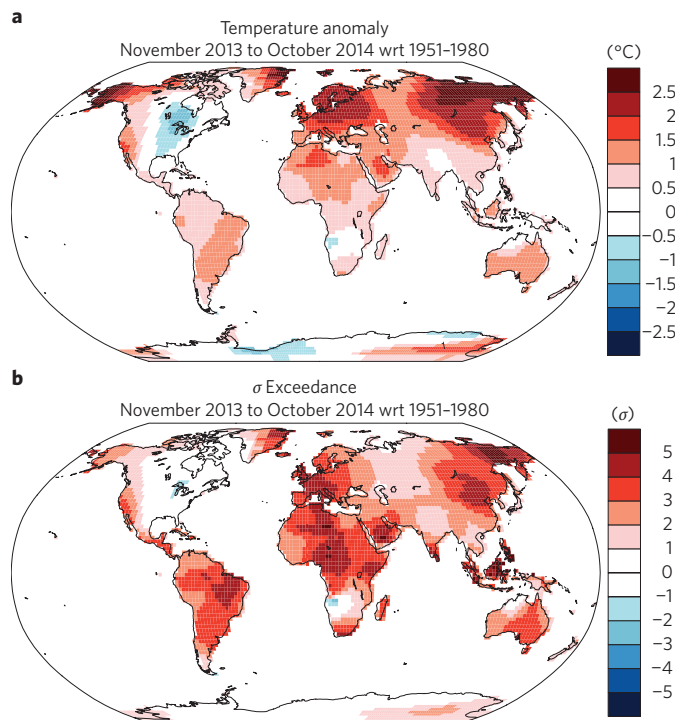 a
Temperature anomaly
November 2013 to October 2014 wrt 1951–1980
(°C)
2.5
2
1.5
1
0.5
−0.5
−1
−1.5
−2
−2.5
b
σ Exceedance
November 2013 to October 2014 wrt 1951–1980
(σ)
5
4
3
2
1
0
−1
−2
−3
−4
−5